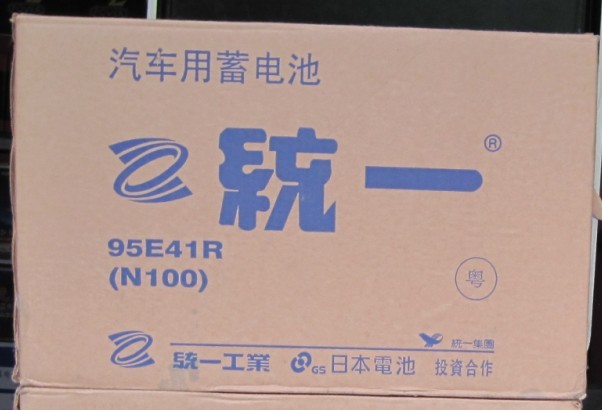 汽车用蓄电池
統一®
95E41R
(N100)
粤
統一集團
統一工業 GS 日本電池 投資合作